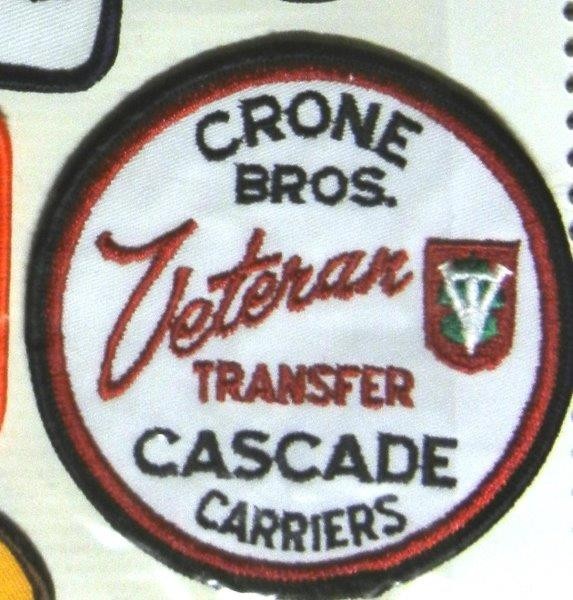 CRONE
BROS.
Veteran
TRANSFER
CASCADE
CARRIERS